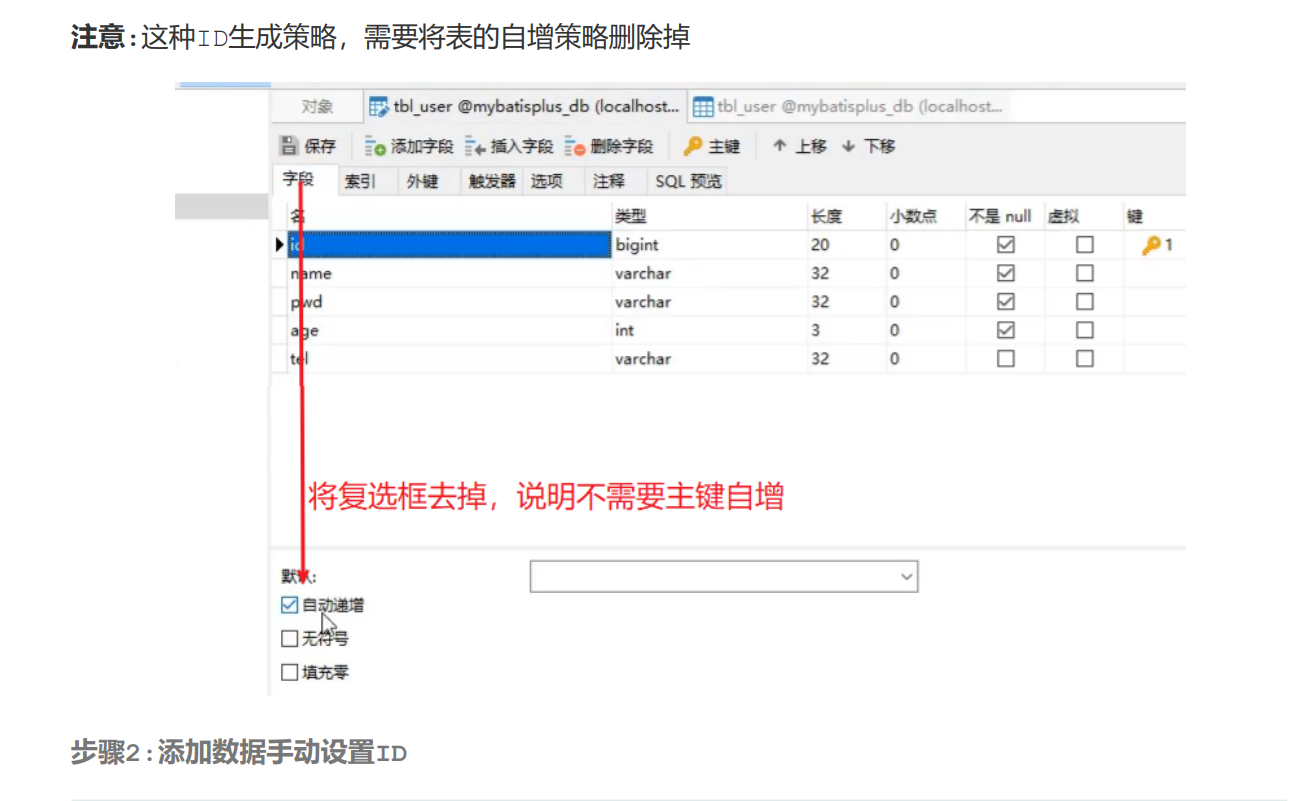 注意:这种ID生成策略，需要将表的自增策略删除掉
对象 tbl_user @mybatisplus_db (localhost... tbl_user @mybatisplus_db (localhost...
保存 添加字段 插入字段 删除字段 主键 上移 下移
字段 索引 外键 触发器 选项 注释 SQL 预览
名 类型 长度 小数点 不是 null 虚拟 键
id bigint 20 0 1
name varchar 32 0
pwd varchar 32 0
age int 3 0
tel varchar 32 0
将复选框去掉，说明不需要主键自增
默认:
自动递增
无符号
填充零
步骤2:添加数据手动设置ID